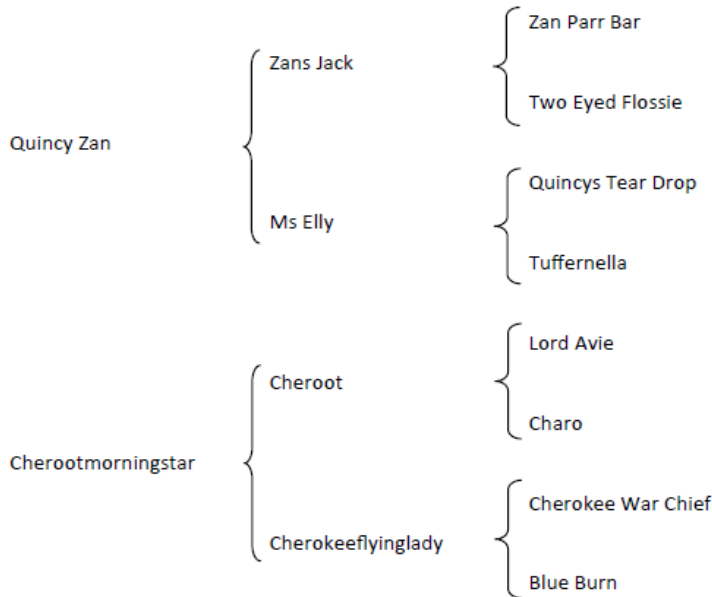 Zan Parr Bar
Zans Jack
Two Eyed Flossie
Quincy Zan
Quincys Tear Drop
Ms Elly
Tuffernella
Lord Avie
Cheroot
Charo
Cherootmorningstar
Cherokee War Chief
Cherokeeflyinglady
Blue Burn